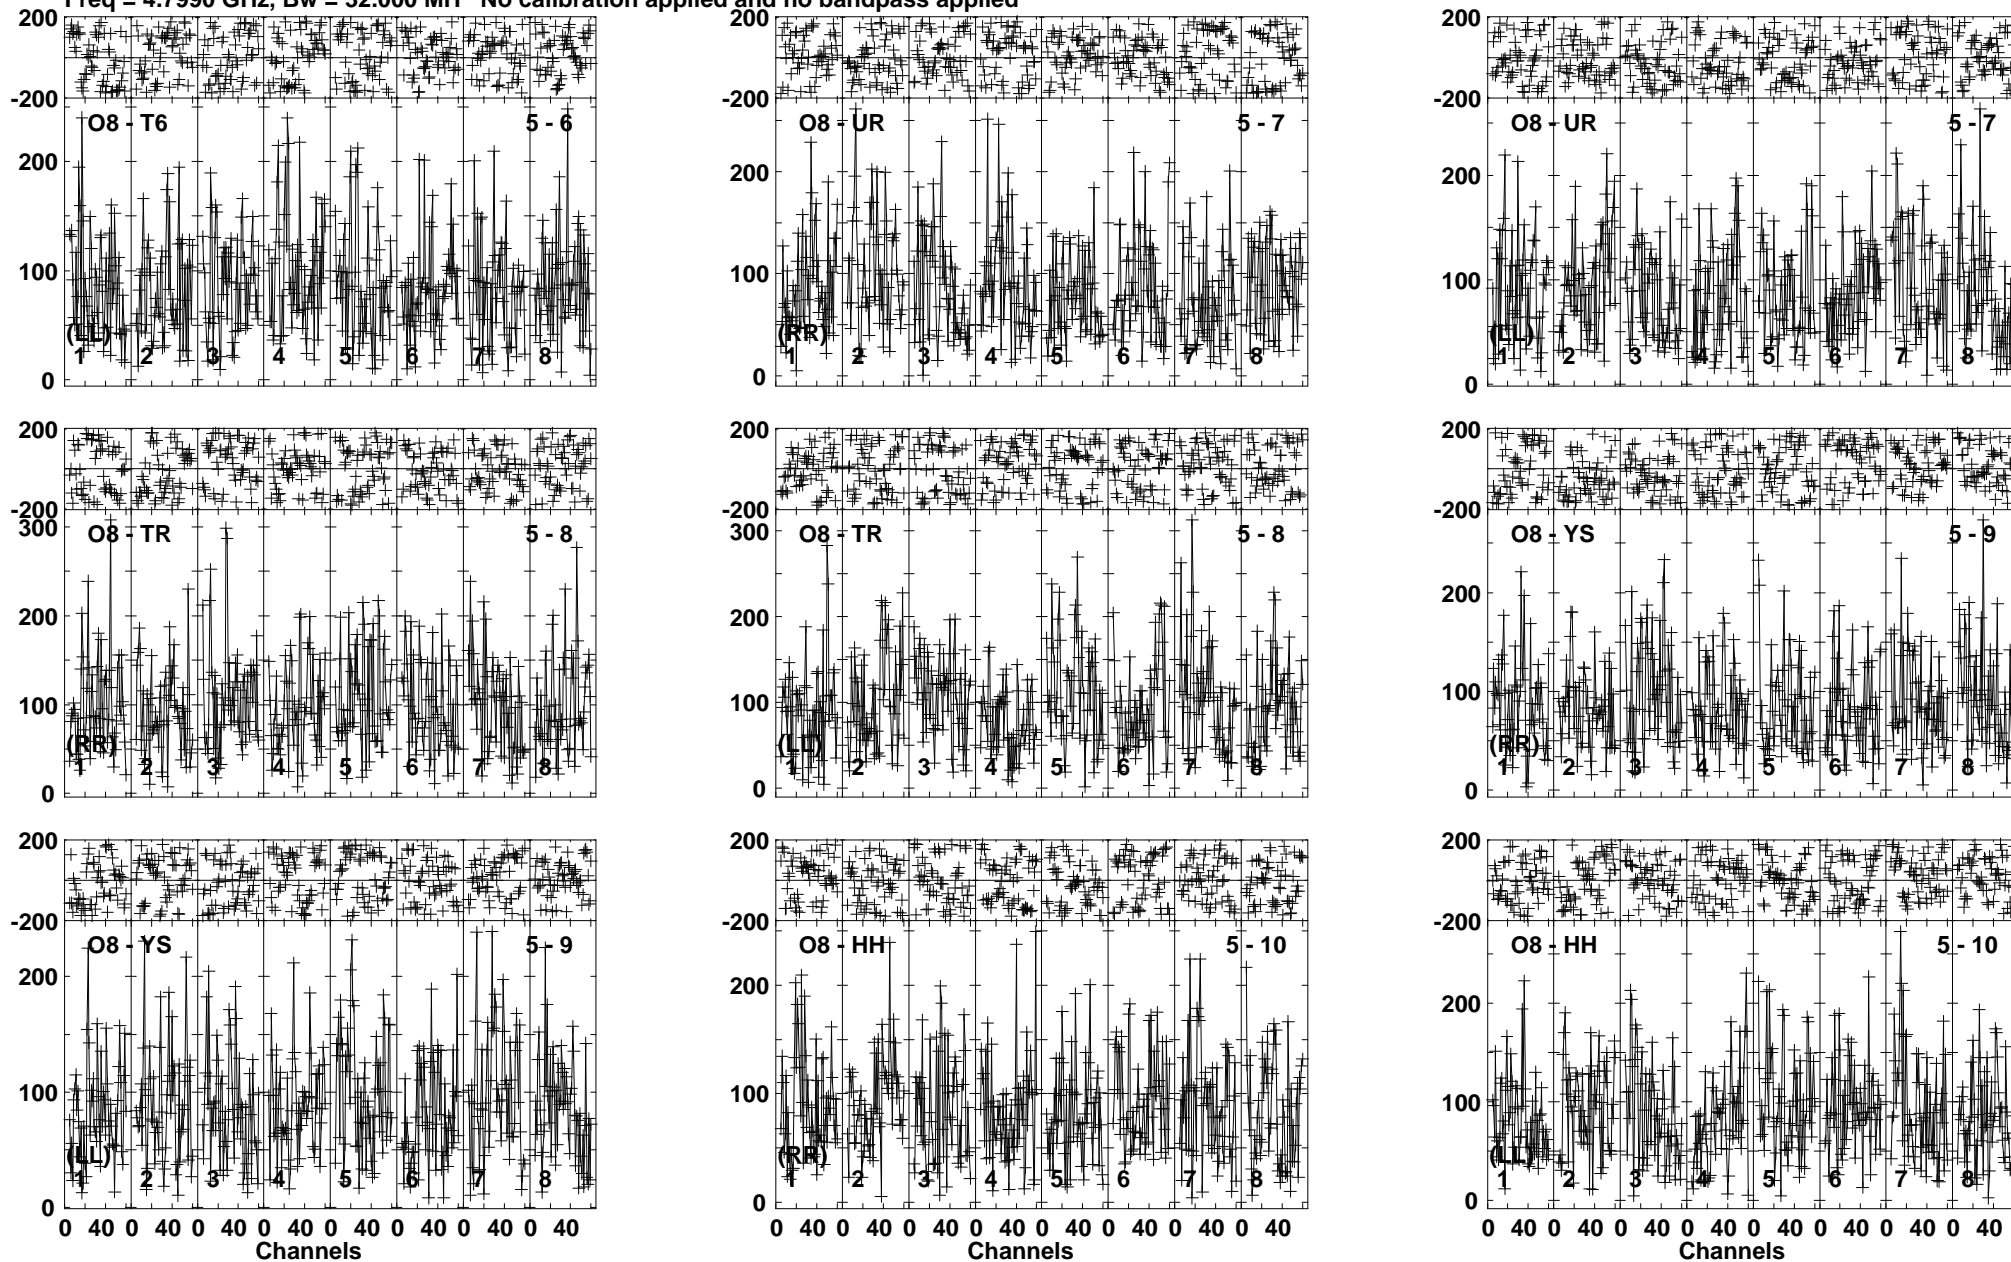 Freq = 4.7990 GHz, Bw = 32.000 MH No calibration applied and no bandpass applied
200 200 200
-200 -200 -200
O8 - T6 5 - 6 O8 - UR 5 - 7 O8 - UR 5 - 7
200 200 200
100 100 100
(LL) (RR) (LL)
1 2 3 4 5 6 7 8 1 2 3 4 5 6 7 8 1 2 3 4 5 6 7 8
0 0 0
200 200 200
-200 -200 -200
300 O8 - TR 5 - 8 300 O8 - TR 5 - 8 O8 - YS 5 - 9
200 200 200
100 100 100
(RR) (LL) (RR)
1 2 3 4 5 6 7 8 1 2 3 4 5 6 7 8 1 2 3 4 5 6 7 8
0 0 0
200 200 200
-200 -200 -200
O8 - YS 5 - 9 O8 - HH 5 - 10 O8 - HH 5 - 10
200 200 200
100 100 100
(LL) (RR) (LL)
1 2 3 4 5 6 7 8 1 2 3 4 5 6 7 8 1 2 3 4 5 6 7 8
0 0 0
0 40 0 40 0 40 0 40 0 40 0 40 0 40 0 40 0 40 0 40 0 40 0 40 0 40 0 40 0 40 0 40 0 40 0 40 0 40 0 40 0 40 0 40 0 40 0 40
Channels Channels Channels